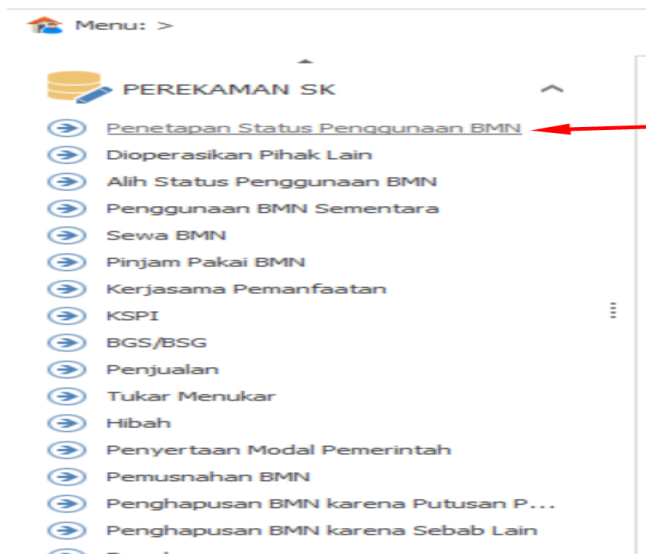 Menu: >
PEREKAMAN SK
Penetapan Status Penggunaan BMN
Dioperasikan Pihak Lain
Alih Status Penggunaan BMN
Penggunaan BMN Sementara
Sewa BMN
Pinjam Pakai BMN
Kerjasama Pemanfaatan
KSPI
BGS/BSG
Penjualan
Tukar Menukar
Hibah
Penyertaan Modal Pemerintah
Pemusnahan BMN
Penghapusan BMN karena Putusan P...
Penghapusan BMN karena Sebab Lain